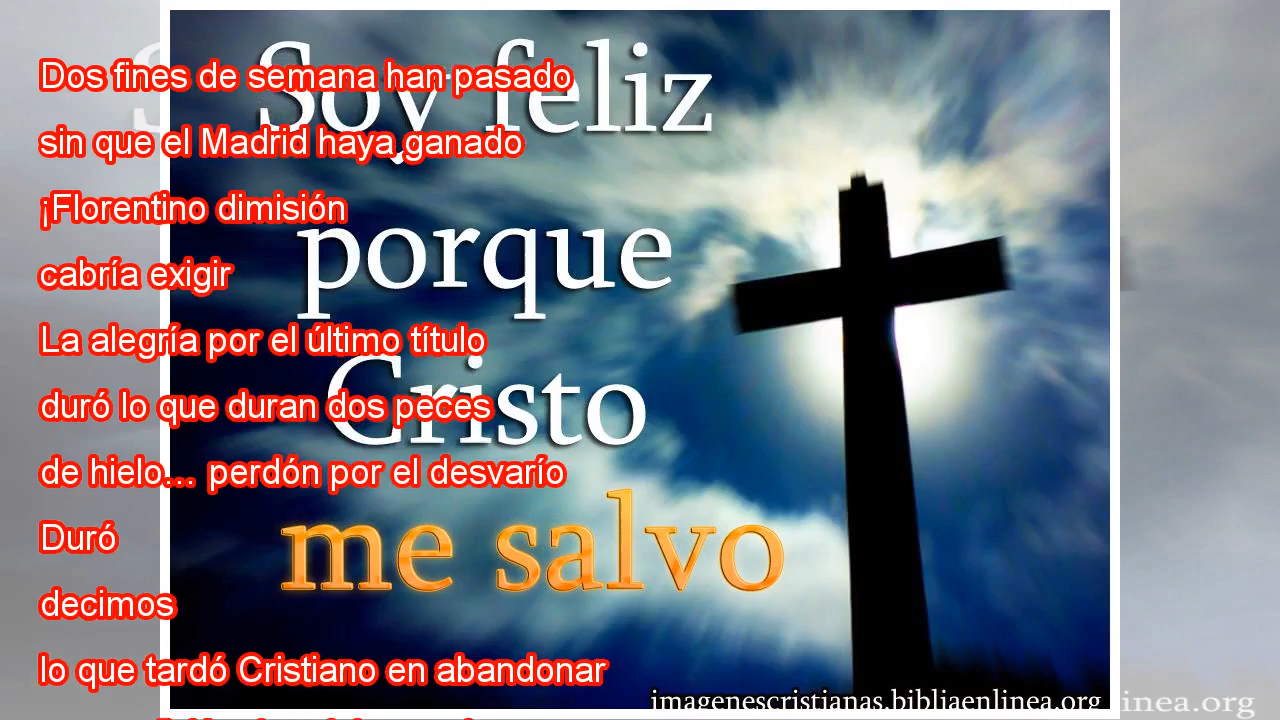 Dos fines de semana han pasado
sin que el Madrid haya ganado
¡Florentino dimisión
cabría exigir
La alegría por el último título
duró lo que duran dos peces
de hielo... perdón por el desvarío
Duró
decimos
lo que tardó Cristiano en abandonar
Soy feliz
porque
Cristo
me salvo
imagenescristianas.bibliaenlinea.org
inea.org